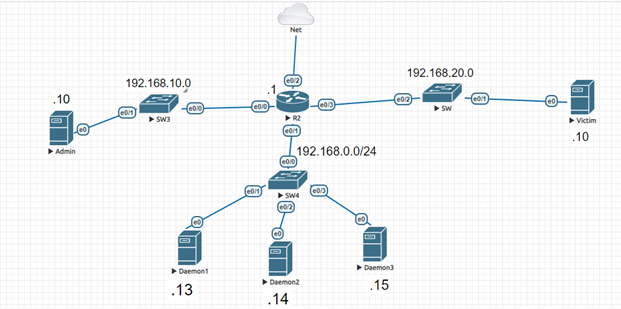 Net
e0/2
192.168.10.0
.10
e0/1
e0/0
SW3
e0
Admin
.1
e0/0
R2
e0/3
e0/1
192.168.20.0
e0/2
SW
e0/1
e0
Victim
.10
192.168.0.0/24
e0/0
SW4
e0/1
e0/2
e0/3
e0
Daemon1
.13
e0
Daemon2
.14
e0
Daemon3
.15